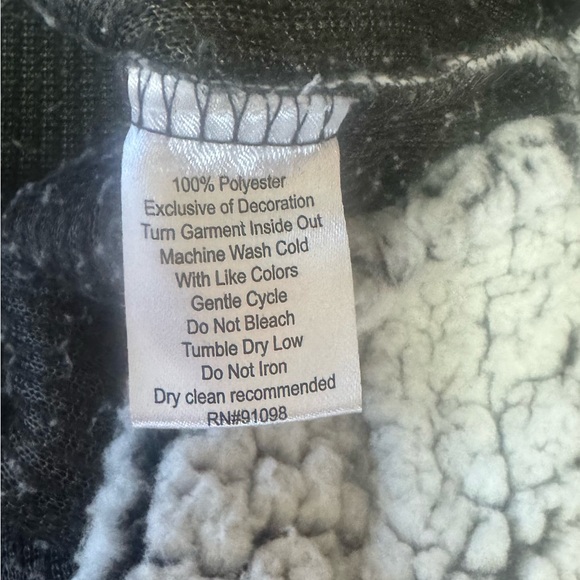 100% Polyester
Exclusive of Decoration
Turn Garment Inside Out
Machine Wash Cold
With Like Colors
Gentle Cycle
Do Not Bleach
Tumble Dry Low
Do Not Iron
Dry clean recommended
RN#91098